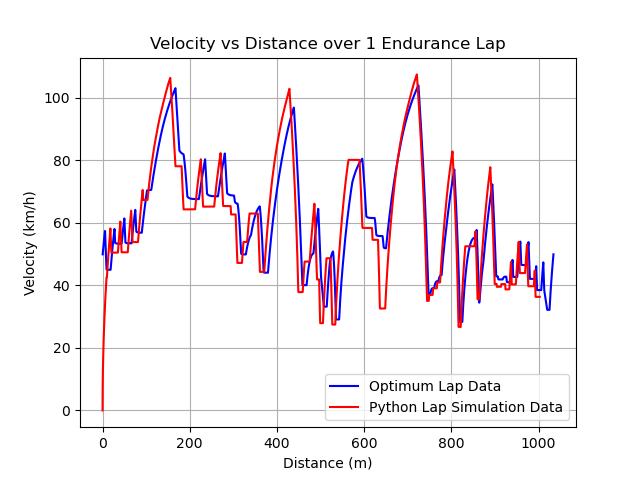 Velocity vs Distance over 1 Endurance Lap
Velocity (km/h)
100
80
60
40
20
0
0 200 400 600 800 1000
Distance (m)
Optimum Lap Data
Python Lap Simulation Data